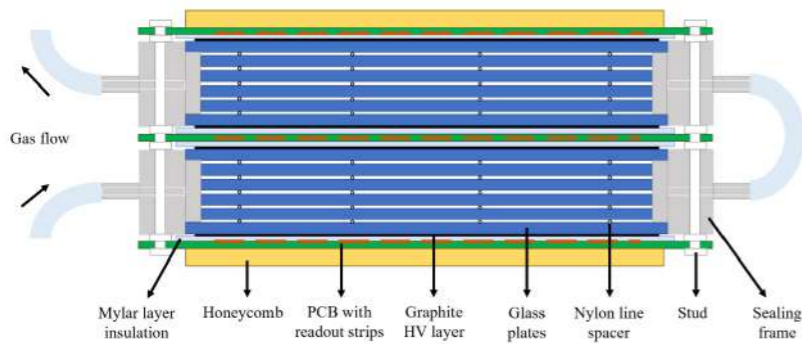 Gas flow
Mylar layer
insulation
Honeycomb
PCB with
readout strips
Graphite
HV layer
Glass
plates
Nylon line
spacer
Stud
Sealing
frame